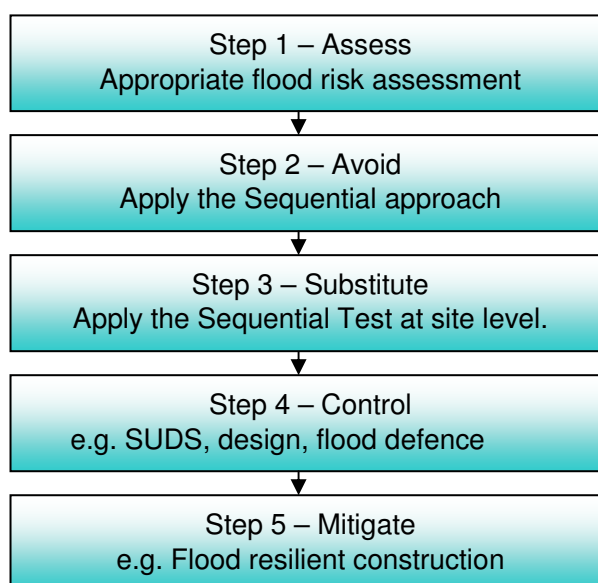 Step 1 – Assess
Appropriate flood risk assessment
Step 2 – Avoid
Apply the Sequential approach
Step 3 – Substitute
Apply the Sequential Test at site level.
Step 4 – Control
e.g. SUDS, design, flood defence
Step 5 – Mitigate
e.g. Flood resilient construction